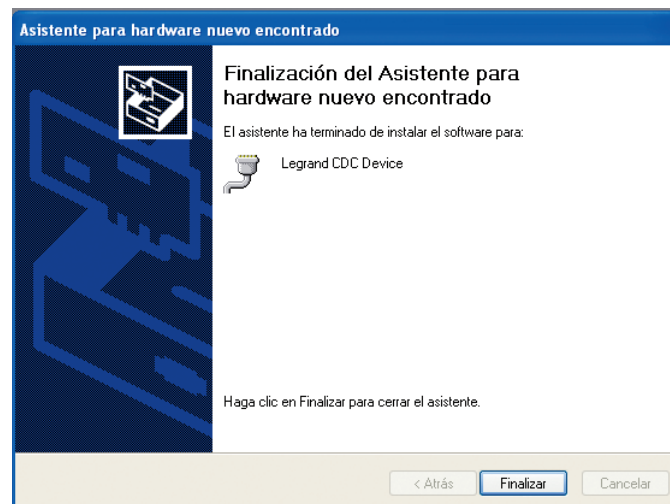 Asistente para hardware nuevo encontrado
Finalización del Asistente para
hardware nuevo encontrado
El asistente ha terminado de instalar el software para:
Legrand CDC Device
Haga clic en Finalizar para cerrar el asistente.
< Atrás
Finalizar
Cancelar